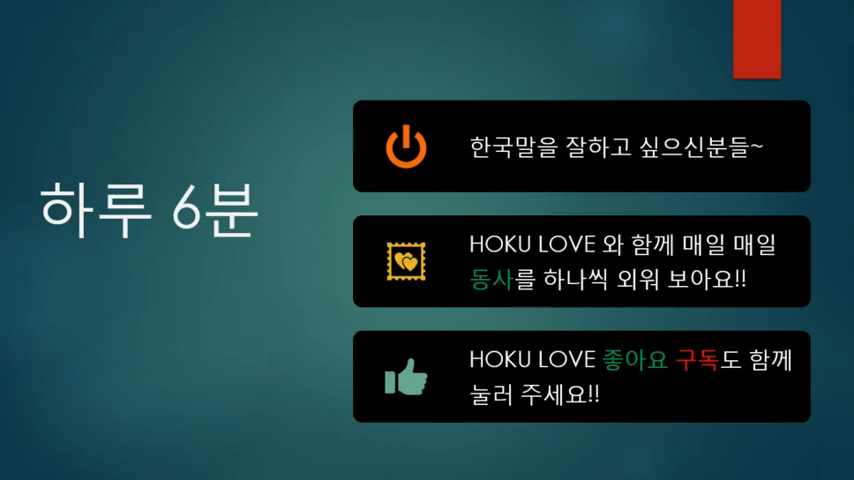 하루 6분
한국말을 잘하고 싶으신분들~
HOKU LOVE 와 함께 매일 매일
동사를 하나씩 외워 보아요!!
HOKU LOVE 좋아요 구독도 함께
눌러 주세요!!